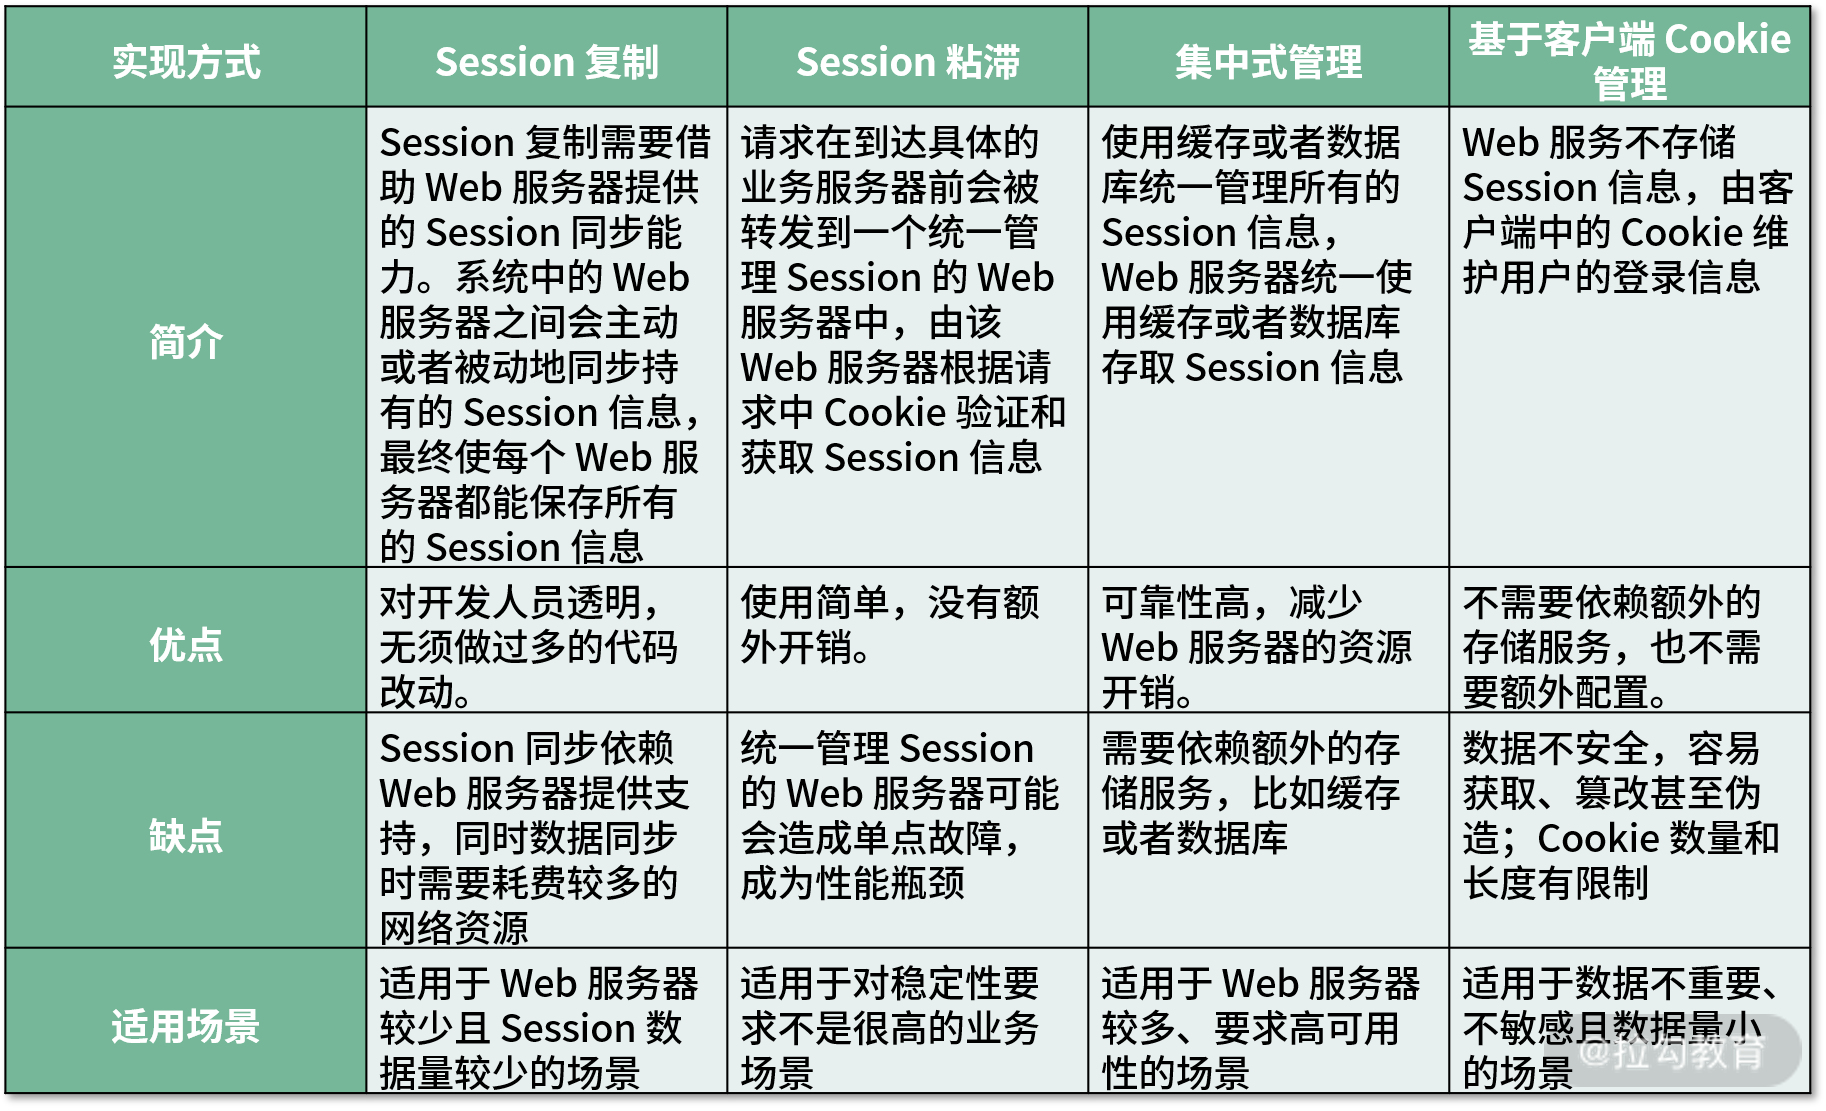 实现方式
Session 复制
Session 粘滞
集中式管理
基于客户端 Cookie
管理
简介
Session 复制需要借
助 Web 服务器提供
的 Session 同步能
力。系统中的 Web
服务器之间会主动
或者被动地同步持
有的 Session 信息，
最终使每个 Web 服
务器都能保存所有
的 Session 信息
请求在到达具体的
业务服务器前会被
转发到一个统一管
理 Session 的 Web
服务器中，由该
Web 服务器根据请
求中 Cookie 验证和
获取 Session 信息
使用缓存或者数据
库统一管理所有的
Session 信息，
Web 服务器统一使
用缓存或者数据库
存取 Session 信息
Web 服务不存储
Session 信息，由客
户端中的 Cookie 维
护用户的登录信息
优点
对开发人员透明，
无须做过多的代码
改动。
使用简单，没有额
外开销。
可靠性高，减少
Web 服务器的资源
开销。
不需要依赖额外的
存储服务，也不需
要额外配置。
缺点
Session 同步依赖
Web 服务器提供支
持，同时数据同步
时需要耗费较多的
网络资源
统一管理 Session
的 Web 服务器可能
会造成单点故障，
成为性能瓶颈
需要依赖额外的存
储服务，比如缓存
或者数据库
数据不安全，容易
获取、篡改甚至伪
造；Cookie 数量和
长度有限制
适用场景
适用于 Web 服务器
较少且 Session 数
据量较少的场景
适用于对稳定性要
求不是很高的业务
场景
适用于 Web 服务器
较多、要求高可用
性的场景
适用于数据不重要、
不敏感且数据量小
的场景
@拉勾教育